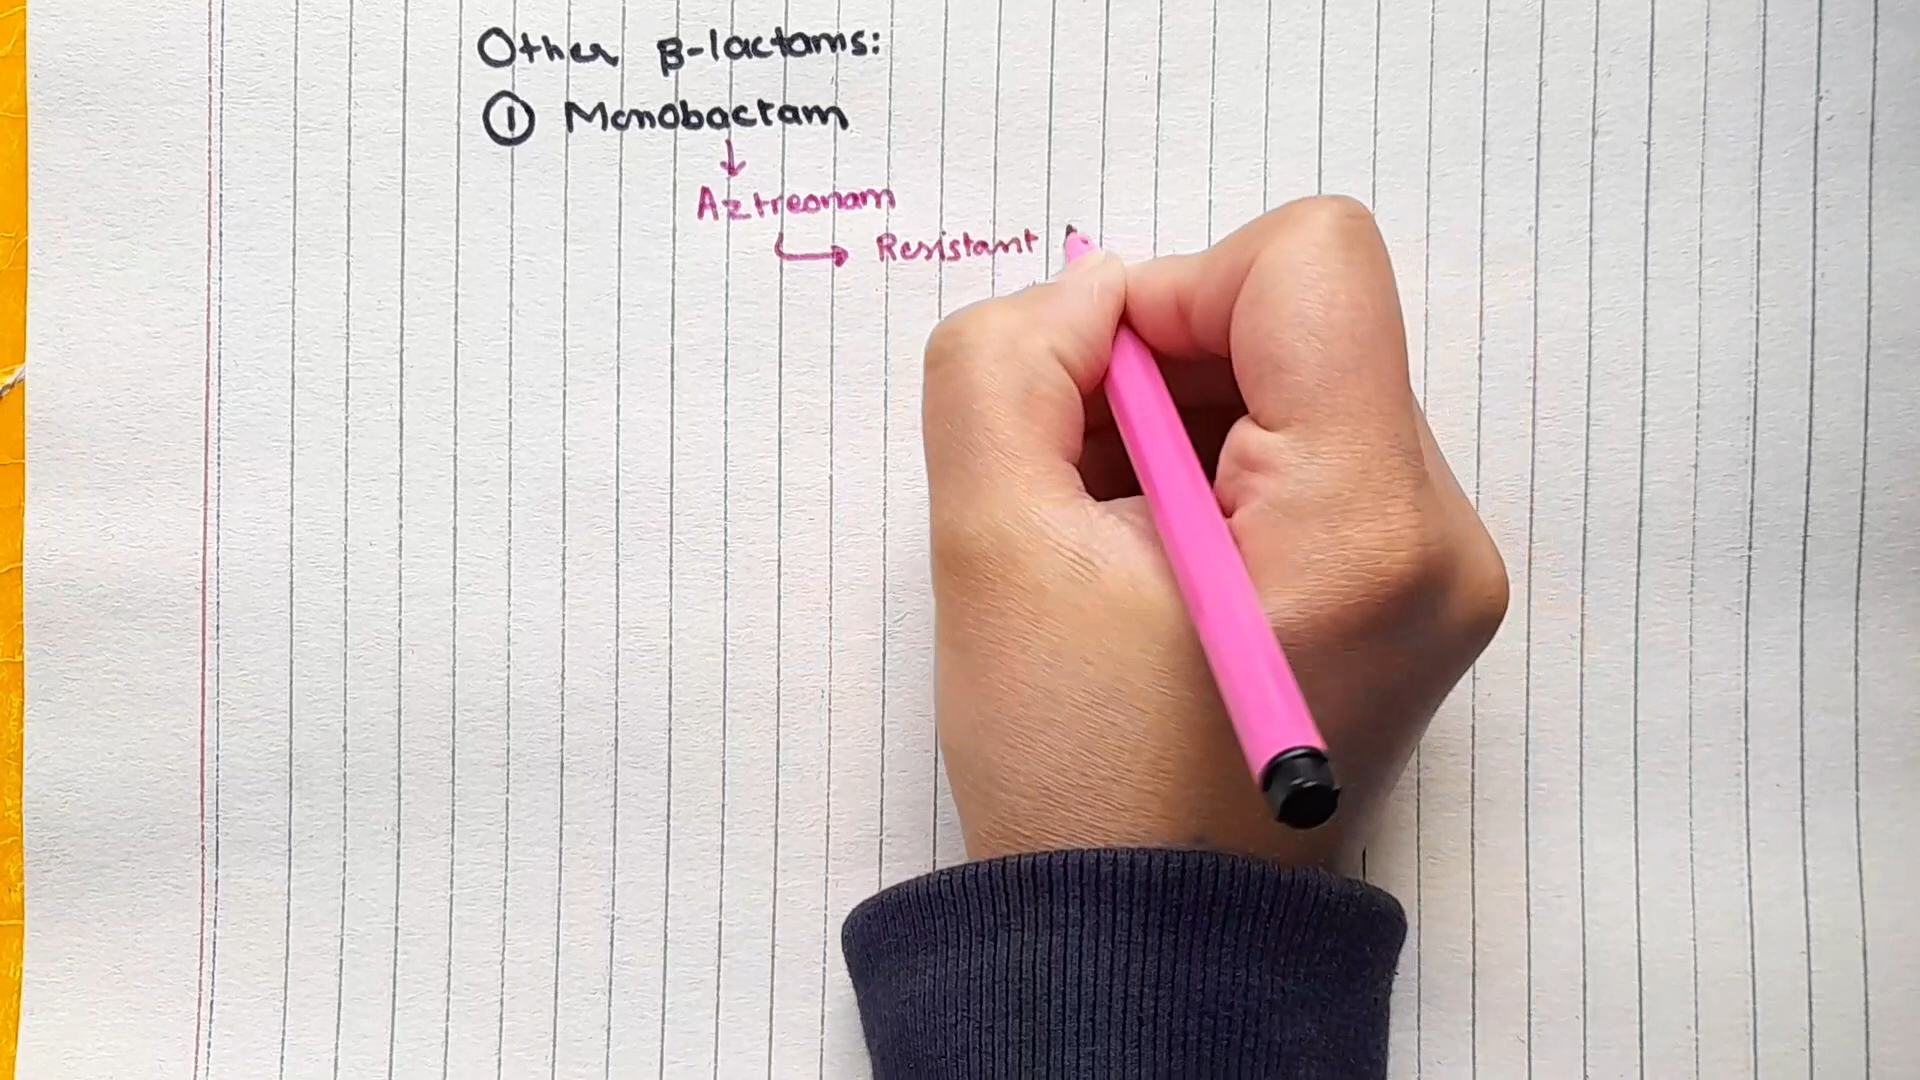 Other β-lactams:
① Monobactam
↓
Aztreonam
↳ Resistant